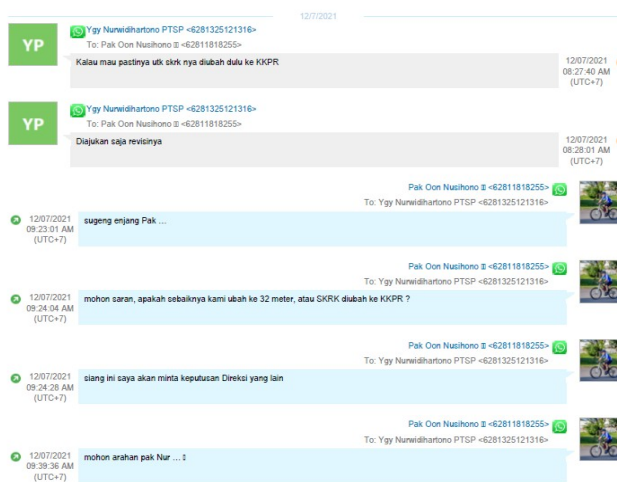 12/7/2021
YP
Ygy Nurwidihartono PTSP <6281325121316>
To: Pak Oon Nusihono <62811818255>
Kalau mau pastinya utk skrk nya diubah dulu ke KKPR
12/07/2021
08:27:40 AM
(UTC+7)
YP
Ygy Nurwidihartono PTSP <6281325121316>
To: Pak Oon Nusihono <62811818255>
Diajukan saja revisinya
12/07/2021
08:28:01 AM
(UTC+7)
Pak Oon Nusihono <62811818255>
To: Ygy Nurwidihartono PTSP <6281325121316>
12/07/2021
09:23:01 AM
(UTC+7)
sugeng enjang Pak ...
Pak Oon Nusihono <62811818255>
To: Ygy Nurwidihartono PTSP <6281325121316>
12/07/2021
09:24:04 AM
(UTC+7)
mohon saran, apakah sebaiknya kami ubah ke 32 meter, atau SKRK diubah ke KKPR ?
Pak Oon Nusihono <62811818255>
To: Ygy Nurwidihartono PTSP <6281325121316>
12/07/2021
09:24:28 AM
(UTC+7)
siang ini saya akan minta keputusan Direksi yang lain
Pak Oon Nusihono <62811818255>
To: Ygy Nurwidihartono PTSP <6281325121316>
12/07/2021
09:39:36 AM
(UTC+7)
mohon arahan pak Nur ...